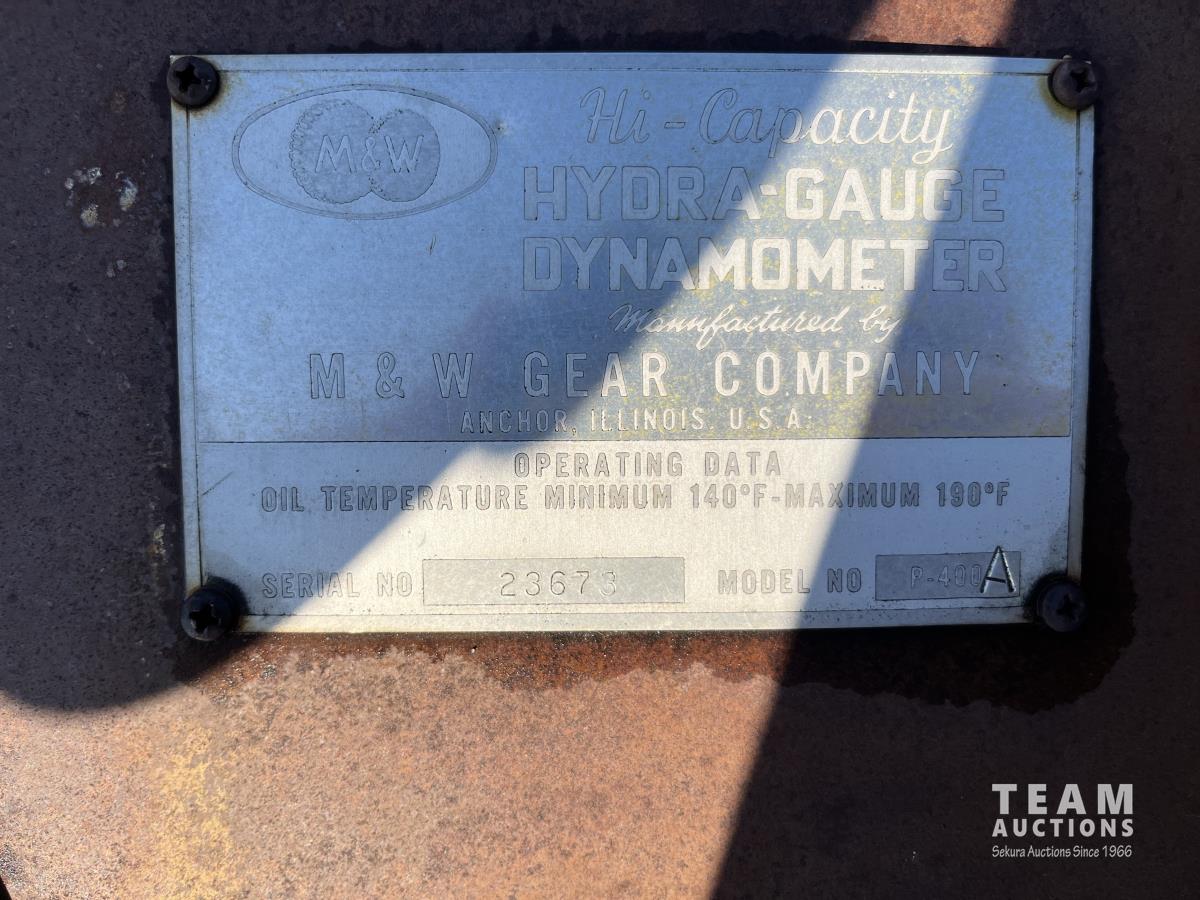 M&W
Hi-Capacity
HYDRA-GAUGE
DYNAMOMETER
Manufactured by
M & W GEAR COMPANY
ANCHOR, ILLINOIS. U.S.A.
OPERATING DATA
OIL TEMPERATURE MINIMUM 140°F-MAXIMUM 190°F
SERIAL NO 23673 MODEL NO P-400A
TEAM
AUCTIONS
Sekura Auctions Since 1966